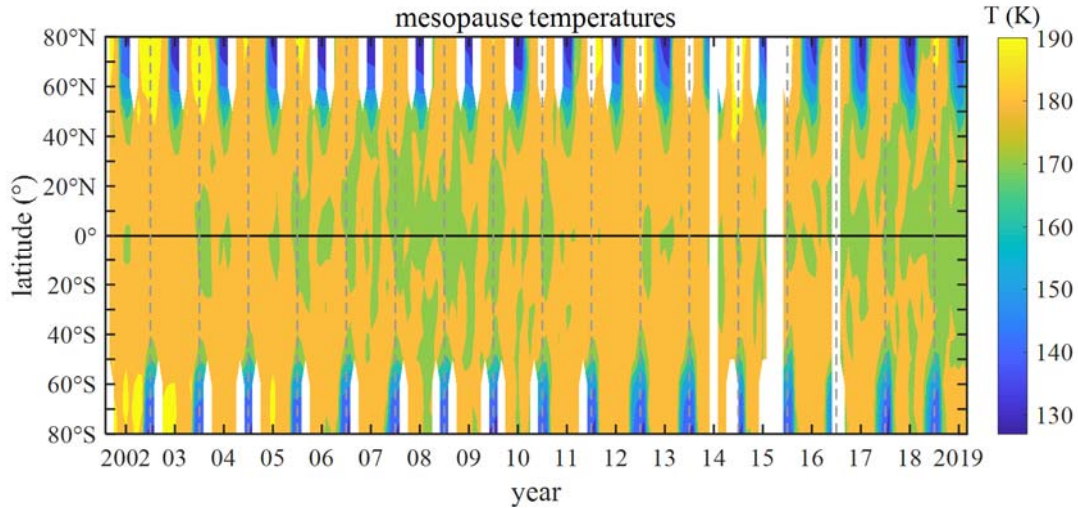 mesopause temperatures
T (K)
80°N
60°N
40°N
20°N
0°
20°S
40°S
60°S
80°S
latitude (°)
2002 03 04 05 06 07 08 09 10 11 12 13 14 15 16 17 18 2019
year
190
180
170
160
150
140
130